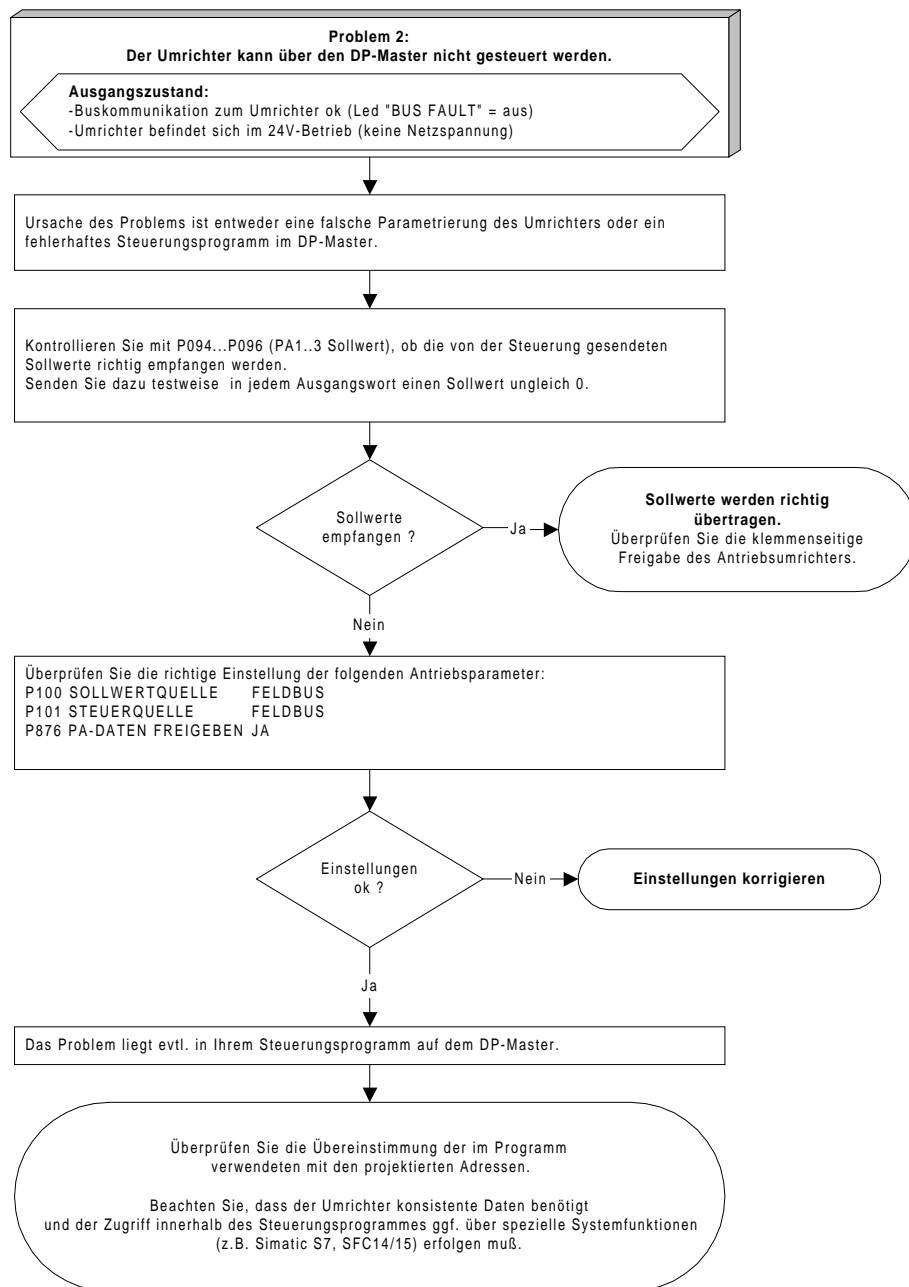 Problem 2:
Der Umrichter kann über den DP-Master nicht gesteuert werden.
Ausgangszustand:
-Buskommunikation zum Umrichter ok (Led "BUS FAULT" = aus)
-Umrichter befindet sich im 24V-Betrieb (keine Netzspannung)
Ursache des Problems ist entweder eine falsche Parametrierung des Umrichters oder ein
fehlerhaftes Steuerungsprogramm im DP-Master.
Kontrollieren Sie mit P094...P096 (PA1..3 Sollwert), ob die von der Steuerung gesendeten
Sollwerte richtig empfangen werden.
Senden Sie dazu testweise in jedem Ausgangswort einen Sollwert ungleich 0.
Sollwerte
empfangen ?
Ja
Sollwerte werden richtig
übertragen.
Überprüfen Sie die klemmenseitige
Freigabe des Antriebsumrichters.
Nein
Überprüfen Sie die richtige Einstellung der folgenden Antriebsparameter:
P100 SOLLWERTQUELLE FELDBUS
P101 STEUERQUELLE FELDBUS
P876 PA-DATEN FREIGEBEN JA
Einstellungen
ok ?
Nein
Einstellungen korrigieren
Ja
Das Problem liegt evtl. in Ihrem Steuerungsprogramm auf dem DP-Master.
Überprüfen Sie die Übereinstimmung der im Programm
verwendeten mit den projektierten Adressen.
Beachten Sie, dass der Umrichter konsistente Daten benötigt
und der Zugriff innerhalb des Steuerungsprogrammes ggf. über spezielle Systemfunktionen
(z.B. Simatic S7, SFC14/15) erfolgen muß.